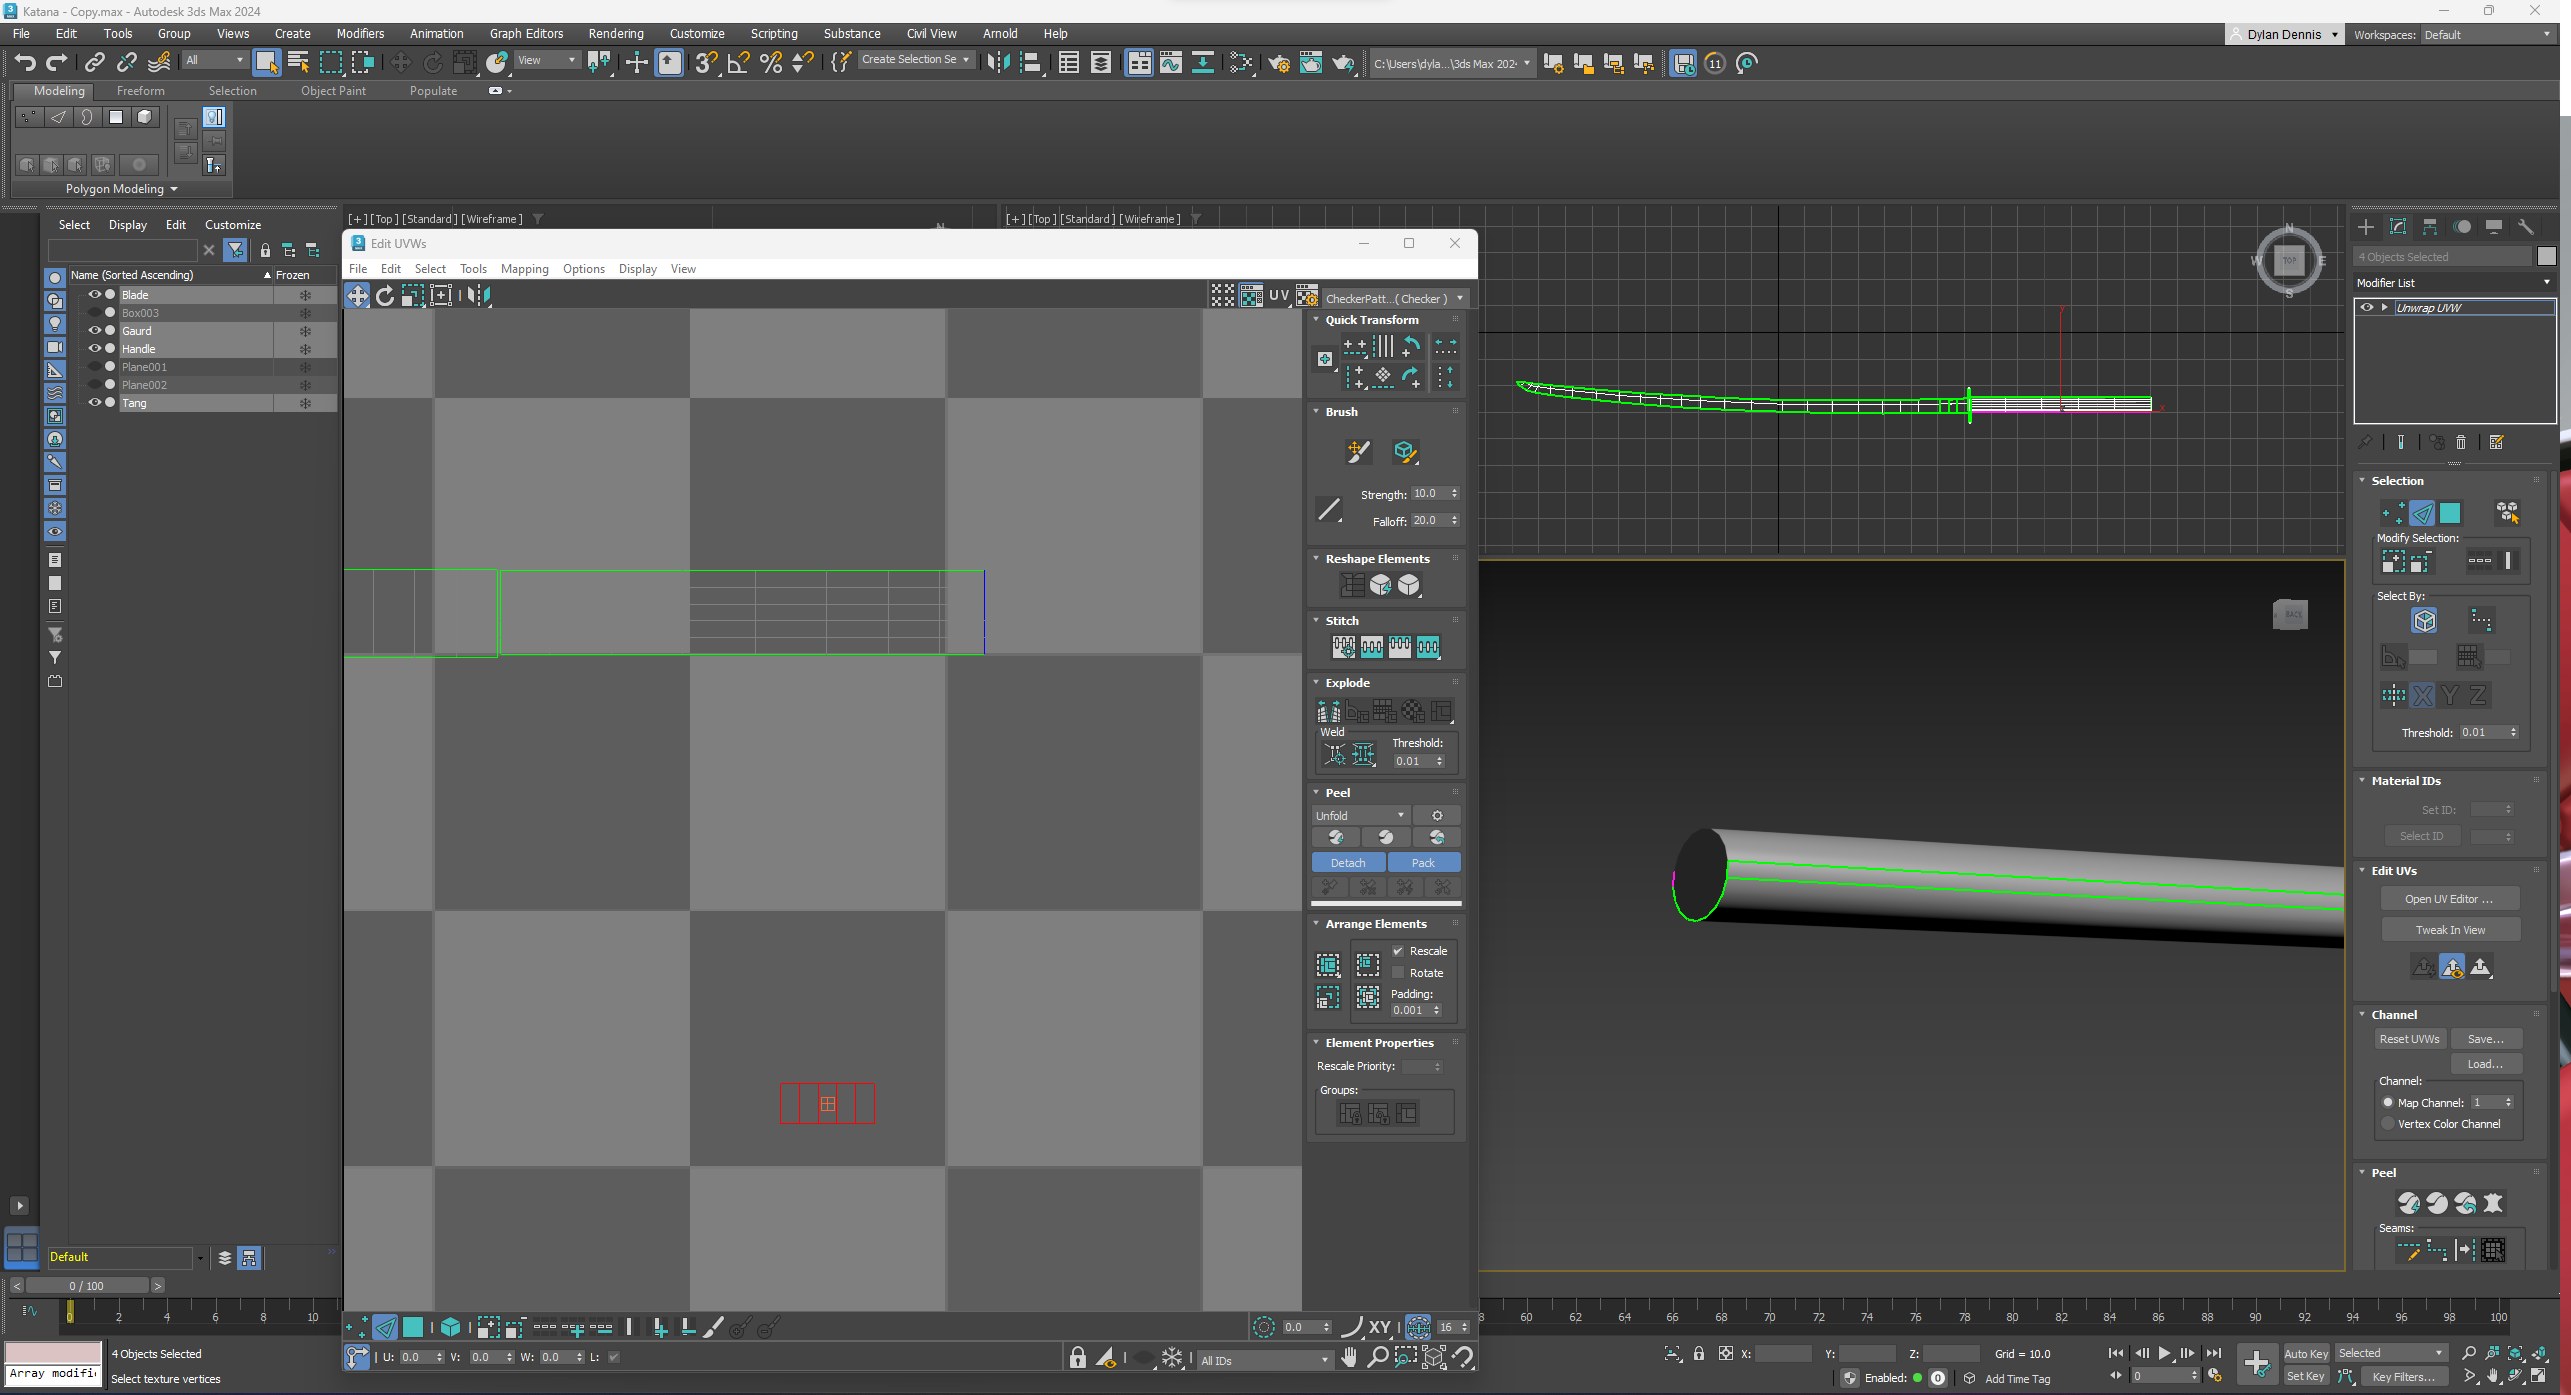 Katana - Copy.max - Autodesk 3ds Max 2024
File Edit Tools Group Views Create Modifiers Animation Graph Editors Rendering Customize Scripting Substance Civil View Arnold Help
Dylan Dennis Workspaces: Default
All View Create Selection Se C:\Users\dyla...\3ds Max 202 11
Modeling Freeform Selection Object Paint Populate
Polygon Modeling
Select Display Edit Customize
[+] [Top] [Standard] [Wireframe]
[+] [Top] [Standard] [Wireframe]
Name (Sorted Ascending) Frozen
Blade
Box003
Gaurd
Handle
Plane001
Plane002
Tang
Edit UVWs
File Edit Select Tools Mapping Options Display View
UV CheckerPatt...( Checker )
Quick Transform
Brush
Strength: 10.0
Falloff: 20.0
Reshape Elements
Stitch
Explode
Weld
Threshold:
0.01
Peel
Unfold
Detach Pack
Arrange Elements
Rescale
Rotate
Padding:
0.001
Element Properties
Rescale Priority:
Groups:
0.0 XY 16
U: 0.0 V: 0.0 W: 0.0 L:
All IDs
N
W TOP E
S
x
BACK
4 Objects Selected
Modifier List
Unwrap UVW
Selection
Modify Selection:
Select By:
X Y Z
Threshold: 0.01
Material IDs
Set ID:
Select ID
Edit UVs
Open UV Editor ...
Tweak In View
Channel
Reset UVWs Save...
Load...
Channel:
Map Channel: 1
Vertex Color Channel
Peel
Seams:
Default
< 0 / 100 >
0 2 4 6 8 10
60 62 64 66 68 70 72 74 76 78 80 82 84 86 88 90 92 94 96 98 100
4 Objects Selected
Array modifi
Select texture vertices
X: Y: Z: Grid = 10.0
Enabled: 0 Add Time Tag
0
Auto Key Selected
Set Key Key Filters...